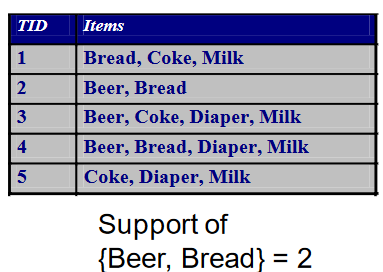 TID Items
1 Bread, Coke, Milk
2 Beer, Bread
3 Beer, Coke, Diaper, Milk
4 Beer, Bread, Diaper, Milk
5 Coke, Diaper, Milk
Support of
{Beer, Bread} = 2